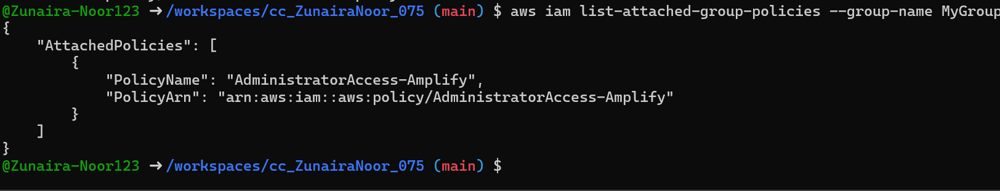 @Zunaira-Noor123 ➜ /workspaces/cc_ZunairaNoor_075 (main) $ aws iam list-attached-group-policies --group-name MyGroup
{
    "AttachedPolicies": [
        {
            "PolicyName": "AdministratorAccess-Amplify",
            "PolicyArn": "arn:aws:iam::aws:policy/AdministratorAccess-Amplify"
        }
    ]
}
@Zunaira-Noor123 ➜ /workspaces/cc_ZunairaNoor_075 (main) $